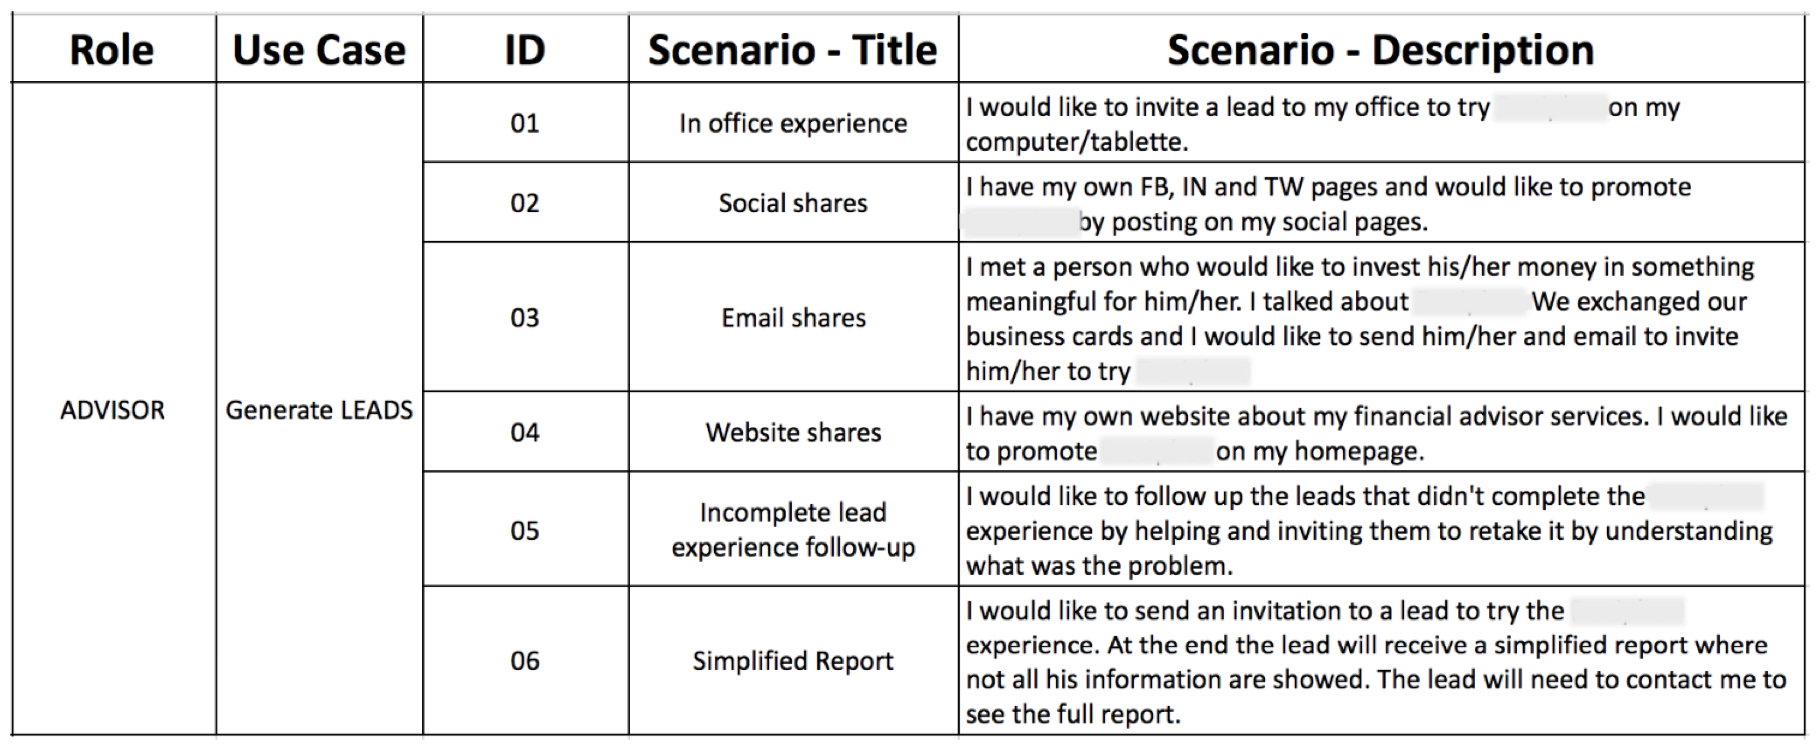 Role Use Case ID Scenario - Title Scenario - Description
ADVISOR
Generate LEADS
01
In office experience
I would like to invite a lead to my office to try on my
computer/tablette.
02
Social shares
I have my own FB, IN and TW pages and would like to promote
by posting on my social pages.
03
Email shares
I met a person who would like to invest his/her money in something
meaningful for him/her. I talked about We exchanged our
business cards and I would like to send him/her and email to invite
him/her to try
04
Website shares
I have my own website about my financial advisor services. I would like
to promote on my homepage.
05
Incomplete lead
experience follow-up
I would like to follow up the leads that didn't complete the
experience by helping and inviting them to retake it by understanding
what was the problem.
06
Simplified Report
I would like to send an invitation to a lead to try the
experience. At the end the lead will receive a simplified report where
not all his information are showed. The lead will need to contact me to
see the full report.